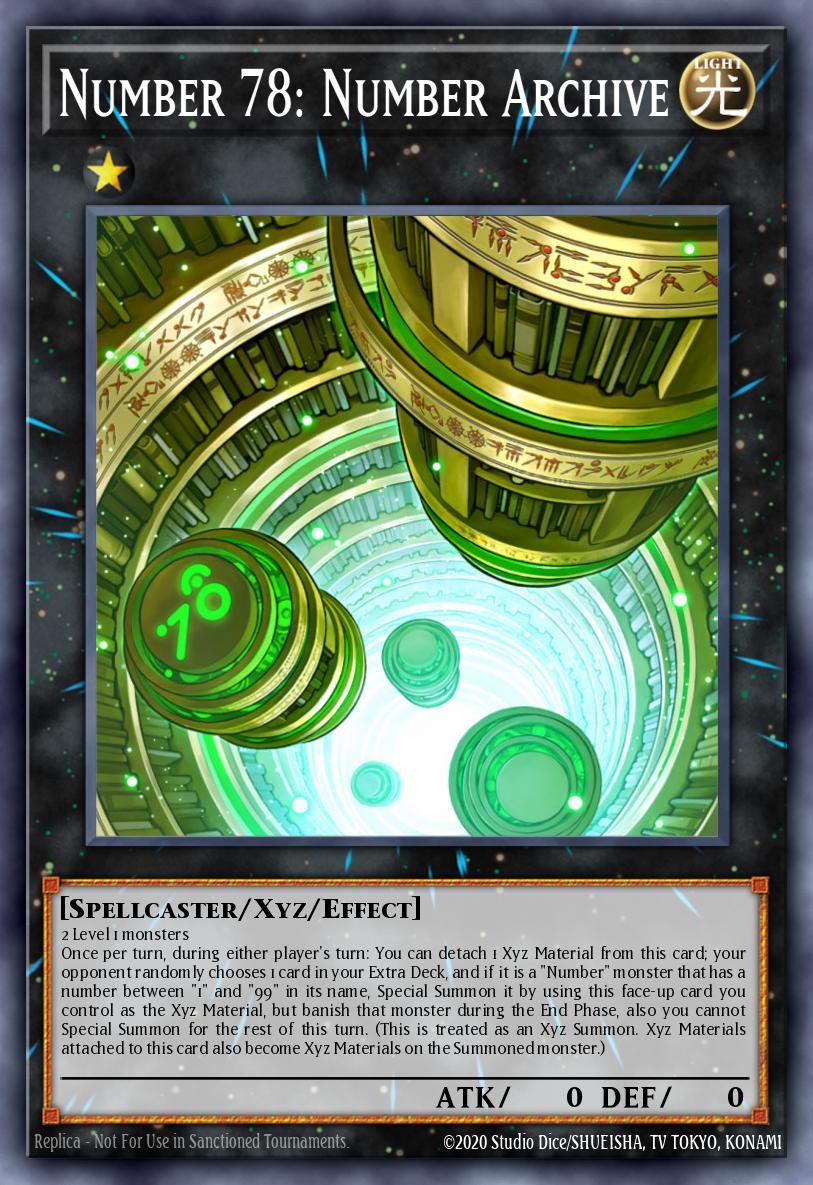 Number 78: Number Archive
LIGHT
光
78
[Spellcaster/Xyz/Effect]
2 Level 1 monsters
Once per turn, during either player's turn: You can detach 1 Xyz Material from this card; your
opponent randomly chooses 1 card in your Extra Deck, and if it is a "Number" monster that has a
number between "1" and "99" in its name, Special Summon it by using this face-up card you
control as the Xyz Material, but banish that monster during the End Phase, also you cannot
Special Summon for the rest of this turn. (This is treated as an Xyz Summon. Xyz Materials
attached to this card also become Xyz Materials on the Summoned monster.)
ATK/ 0 DEF/ 0
Replica - Not For Use in Sanctioned Tournaments.
©2020 Studio Dice/SHUEISHA, TV TOKYO, KONAMI